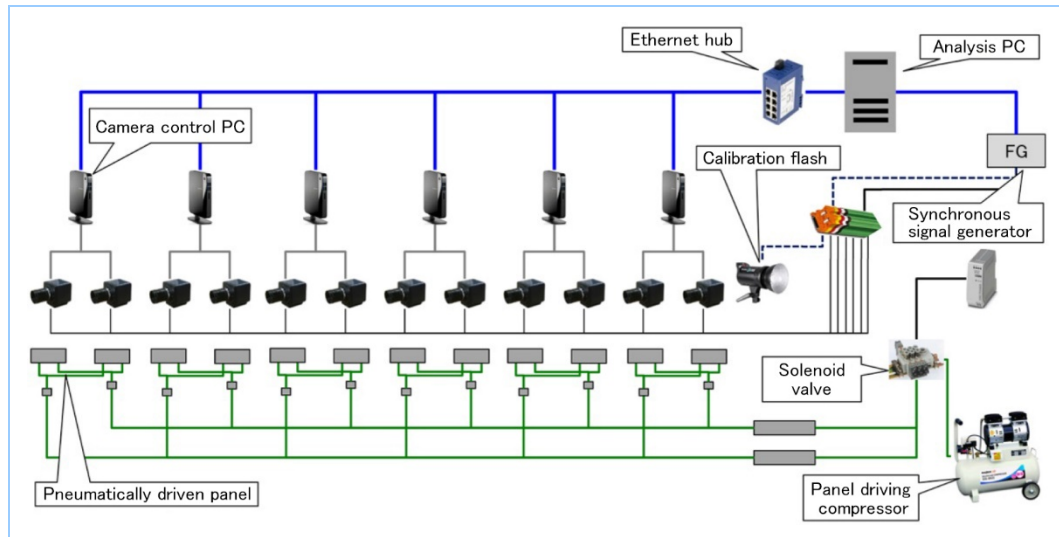 Ethernet hub
Analysis PC
Camera control PC
Calibration flash
FG
Synchronous
signal generator
Solenoid
valve
Pneumatically driven panel
Panel driving
compressor